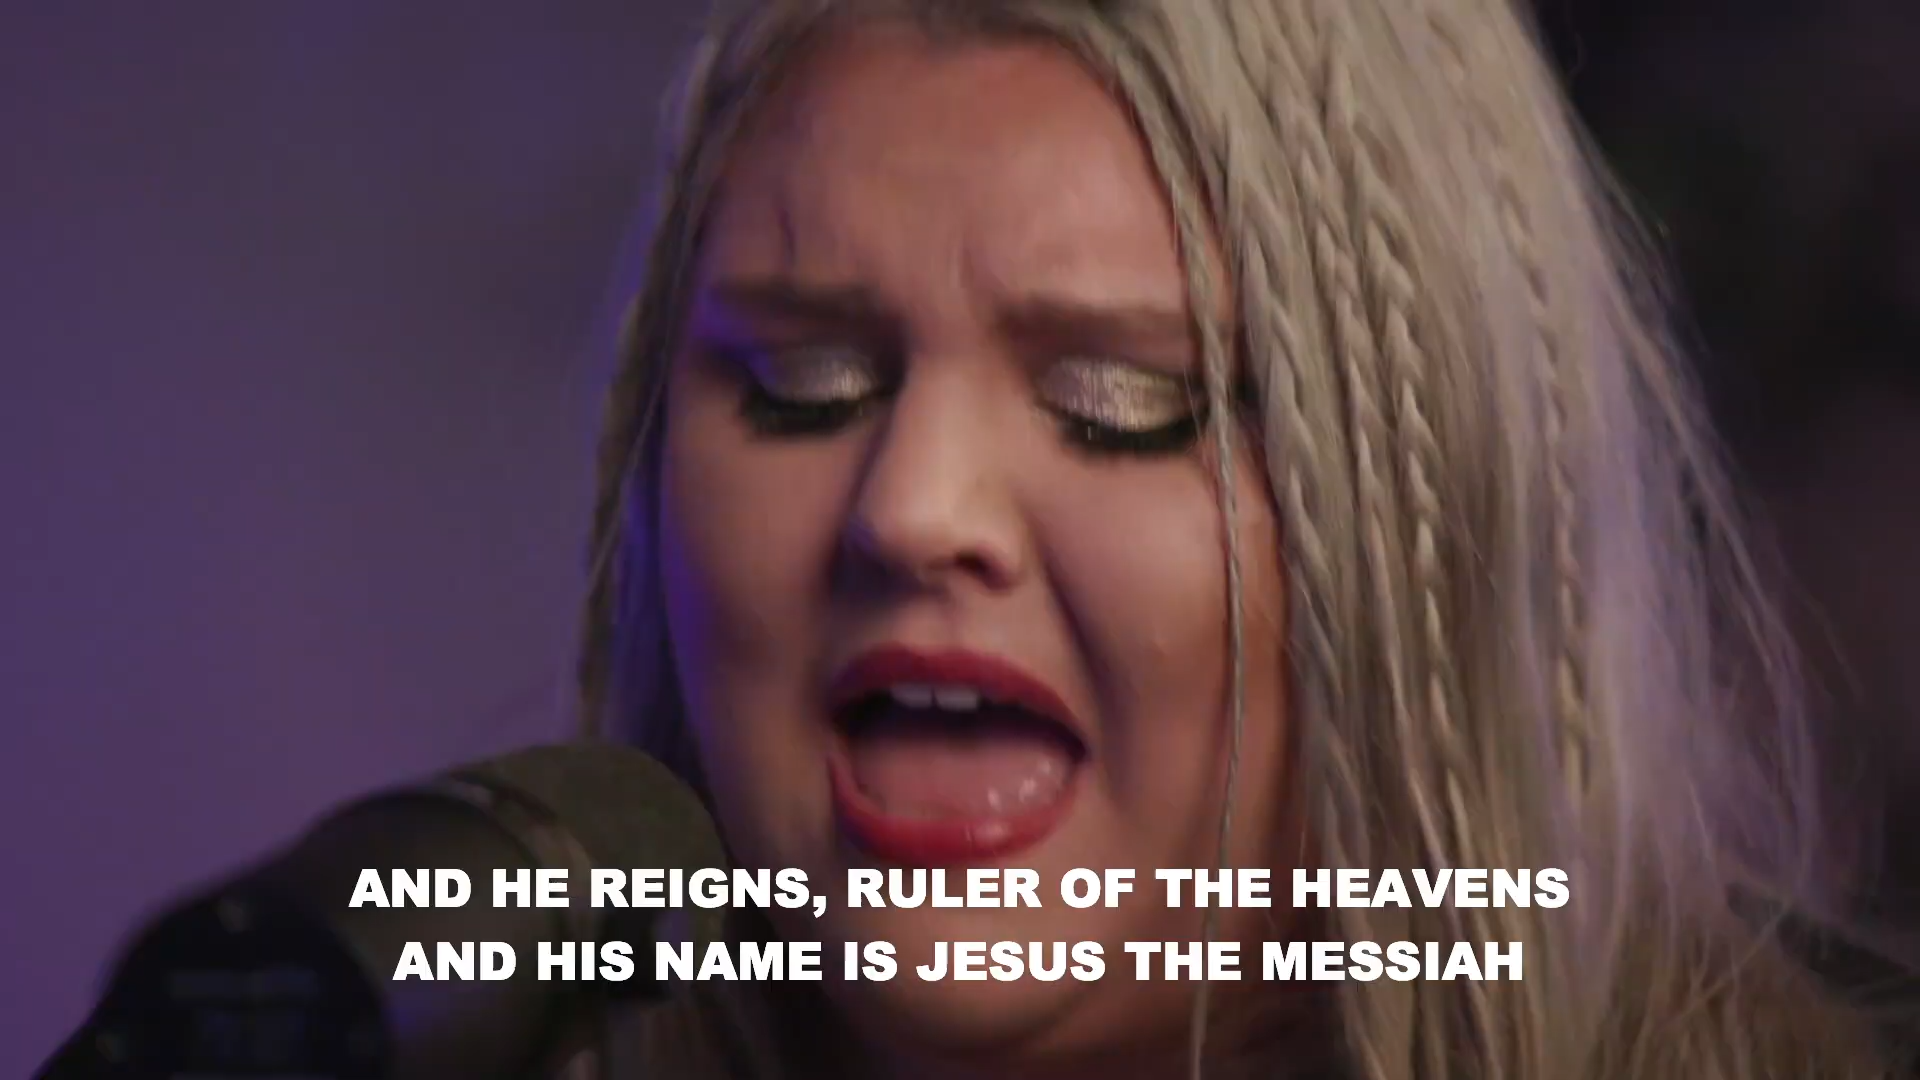 AND HE REIGNS, RULER OF THE HEAVENS
AND HIS NAME IS JESUS THE MESSIAH